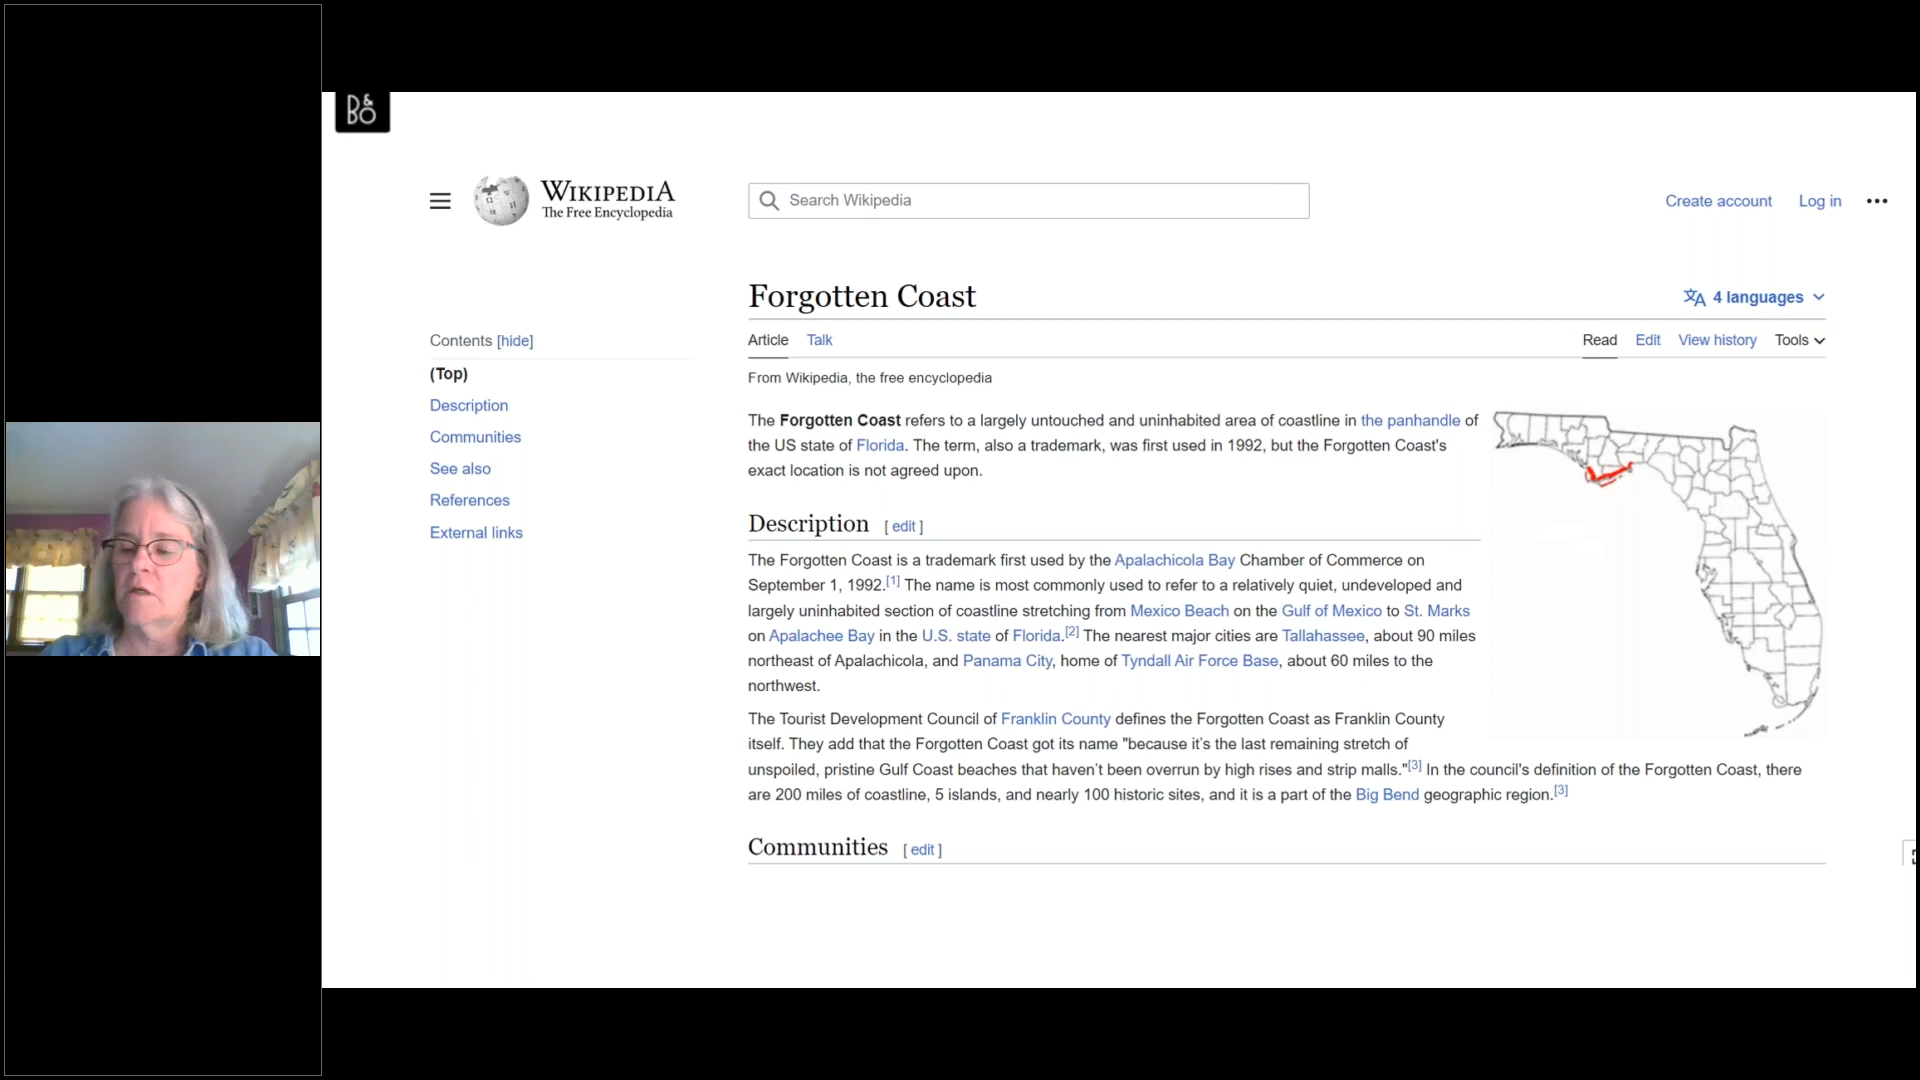 B&O
WIKIPEDIA
The Free Encyclopedia
Search Wikipedia
Create account Log in
Forgotten Coast
4 languages
Contents [hide]
(Top)
Description
Communities
See also
References
External links
Article Talk
Read Edit View history Tools
From Wikipedia, the free encyclopedia
The Forgotten Coast refers to a largely untouched and uninhabited area of coastline in the panhandle of
the US state of Florida. The term, also a trademark, was first used in 1992, but the Forgotten Coast's
exact location is not agreed upon.
Description [ edit ]
The Forgotten Coast is a trademark first used by the Apalachicola Bay Chamber of Commerce on
September 1, 1992.[1] The name is most commonly used to refer to a relatively quiet, undeveloped and
largely uninhabited section of coastline stretching from Mexico Beach on the Gulf of Mexico to St. Marks
on Apalachee Bay in the U.S. state of Florida.[2] The nearest major cities are Tallahassee, about 90 miles
northeast of Apalachicola, and Panama City, home of Tyndall Air Force Base, about 60 miles to the
northwest.
The Tourist Development Council of Franklin County defines the Forgotten Coast as Franklin County
itself. They add that the Forgotten Coast got its name "because it's the last remaining stretch of
unspoiled, pristine Gulf Coast beaches that haven't been overrun by high rises and strip malls."[3] In the council's definition of the Forgotten Coast, there
are 200 miles of coastline, 5 islands, and nearly 100 historic sites, and it is a part of the Big Bend geographic region.[3]
Communities [ edit ]